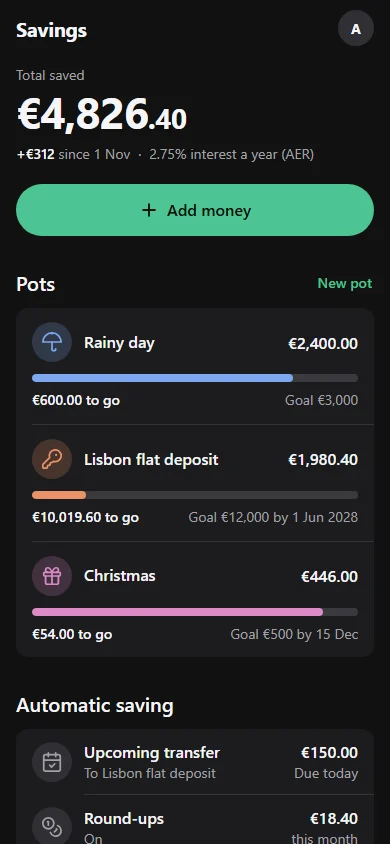 Savings
A
Total saved
€4,826.40
+€312 since 1 Nov · 2.75% interest a year (AER)
+ Add money
Pots
New pot
Rainy day
€2,400.00
€600.00 to go
Goal €3,000
Lisbon flat deposit
€1,980.40
€10,019.60 to go
Goal €12,000 by 1 Jun 2028
Christmas
€446.00
€54.00 to go
Goal €500 by 15 Dec
Automatic saving
Upcoming transfer
€150.00
To Lisbon flat deposit
Due today
Round-ups
€18.40
On
this month